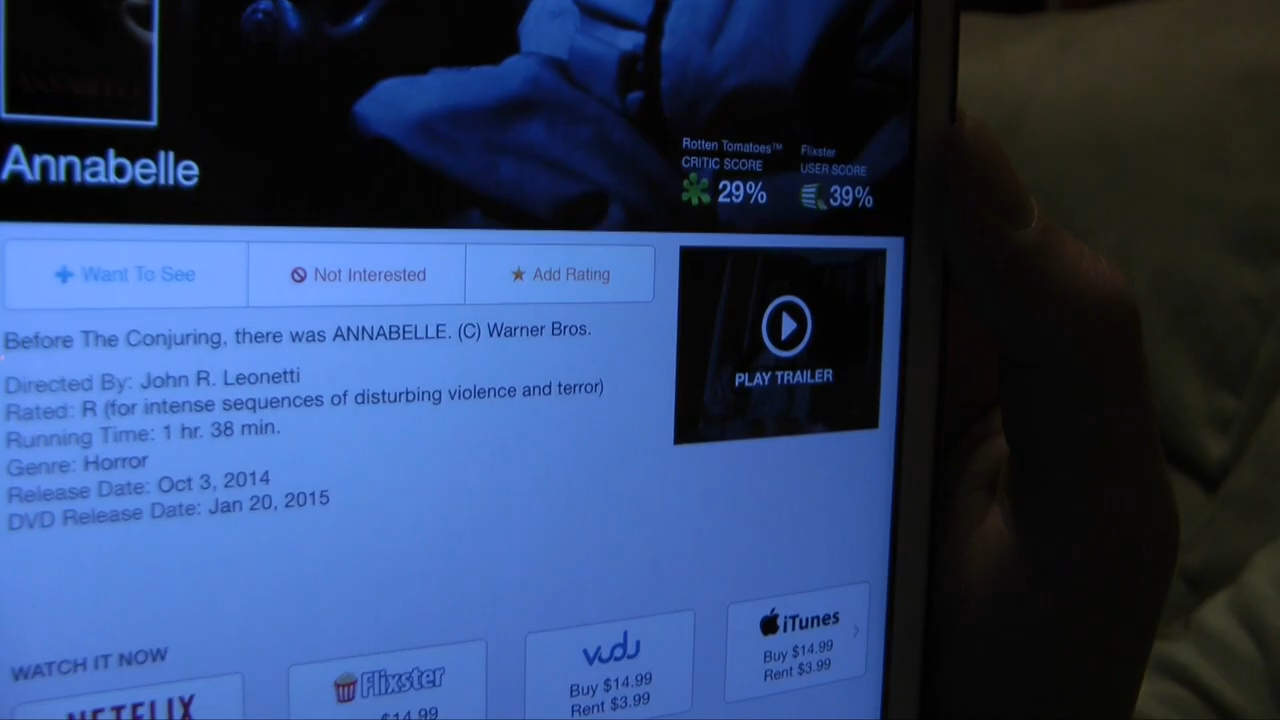 Annabelle
Rotten Tomatoes™
CRITIC SCORE
29%
Flixster
USER SCORE
39%
Want To See
Not Interested
Add Rating
Before The Conjuring, there was ANNABELLE. (C) Warner Bros.
Directed By: John R. Leonetti
Rated: R (for intense sequences of disturbing violence and terror)
Running Time: 1 hr. 38 min.
Genre: Horror
Release Date: Oct 3, 2014
DVD Release Date: Jan 20, 2015
PLAY TRAILER
WATCH IT NOW
NETFLIX
Flixster
$14.99
vudu
Buy $14.99
Rent $3.99
iTunes
Buy $14.99
Rent $3.99